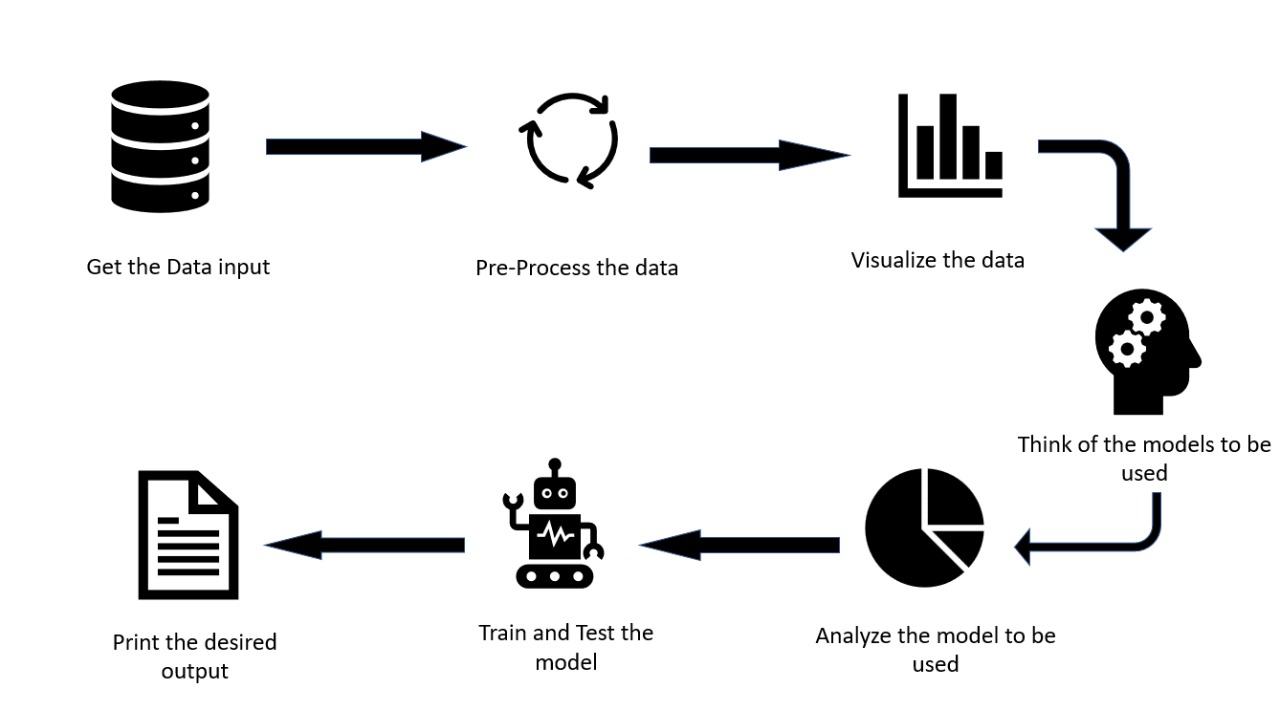 Get the Data input
Pre-Process the data
Visualize the data
Think of the models to be
used
Analyze the model to be
used
Train and Test the
model
Print the desired
output